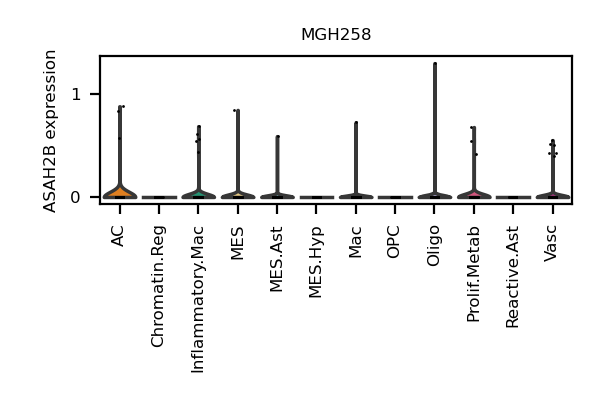 MGH258
ASAH2B expression
1
0
AC
Chromatin.Reg
Inflammatory.Mac
MES
MES.Ast
MES.Hyp
Mac
OPC
Oligo
Prolif.Metab
Reactive.Ast
Vasc